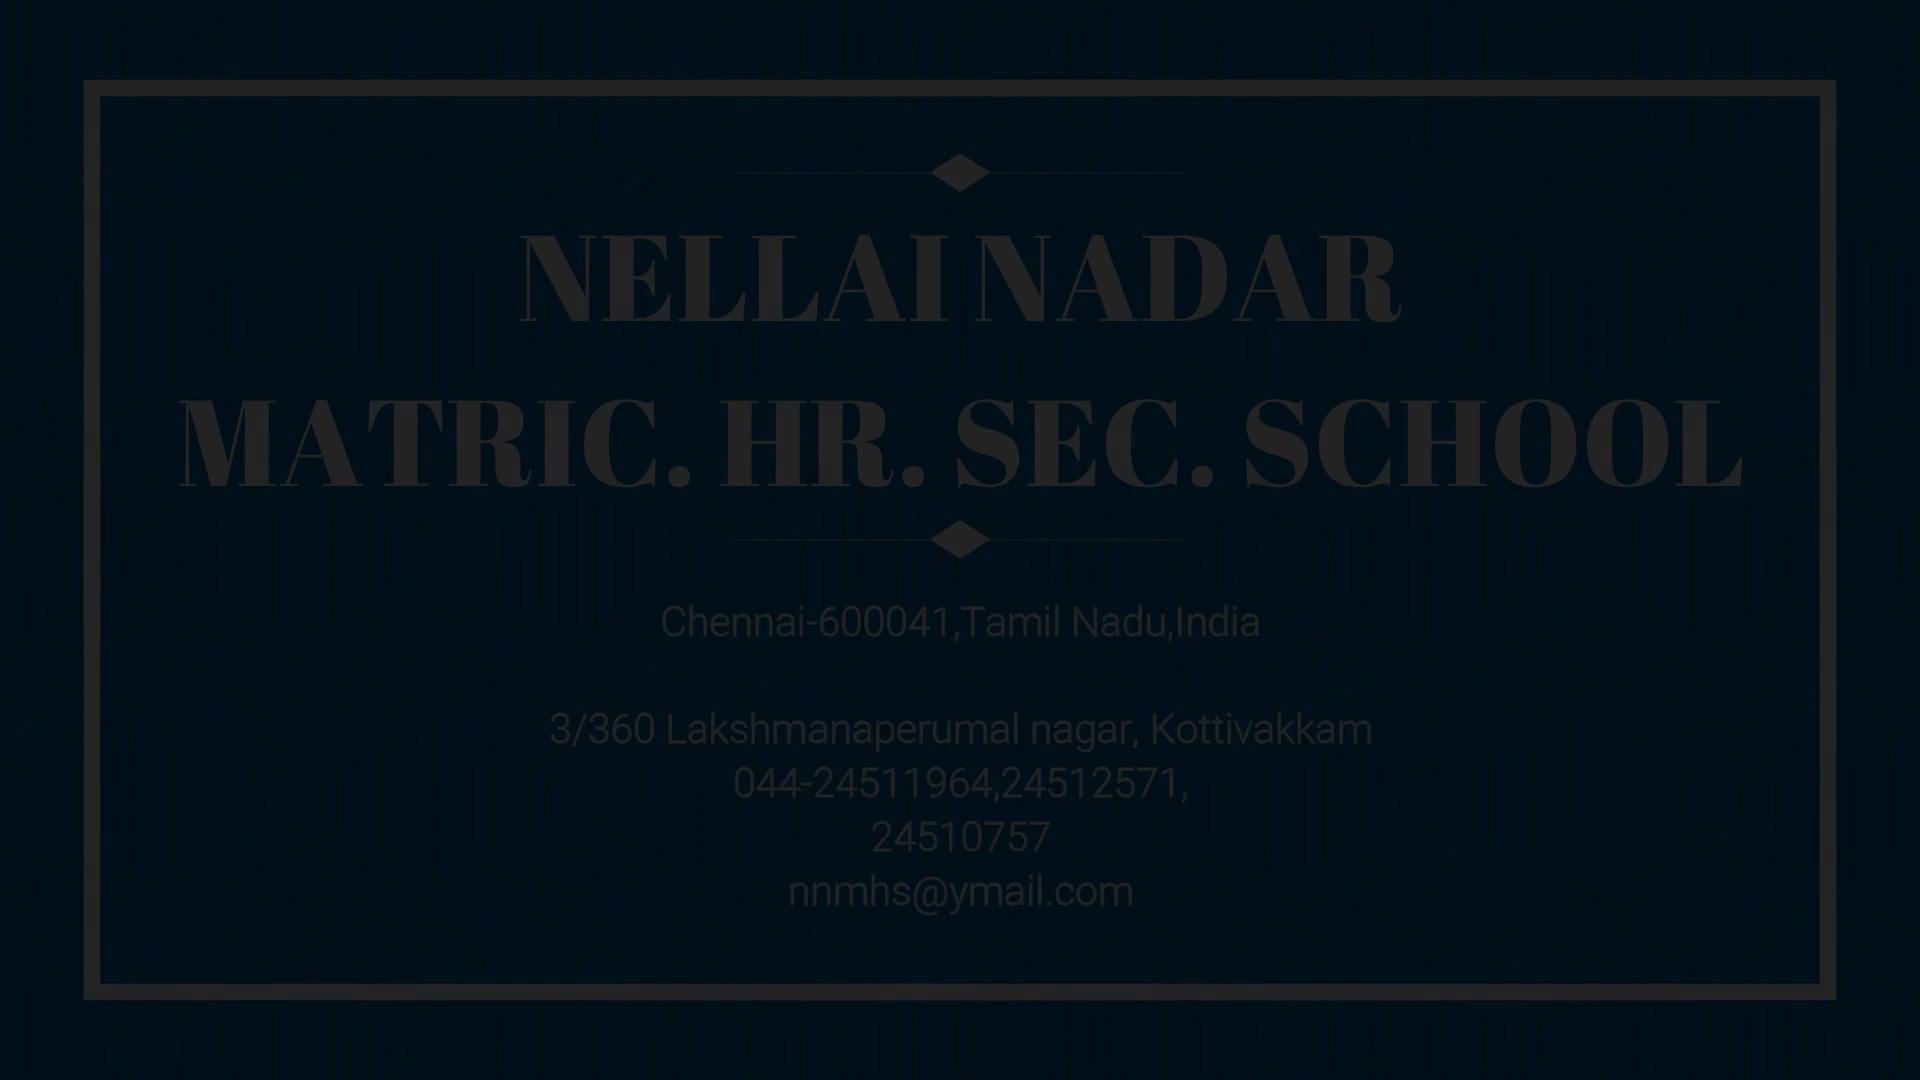 NELLAI NADAR
MATRIC. HR. SEC. SCHOOL
Chennai-600041,Tamil Nadu,India
3/360 Lakshmanaperumal nagar, Kottivakkam
044-24511964,24512571,
24510757
nnmhs@ymail.com